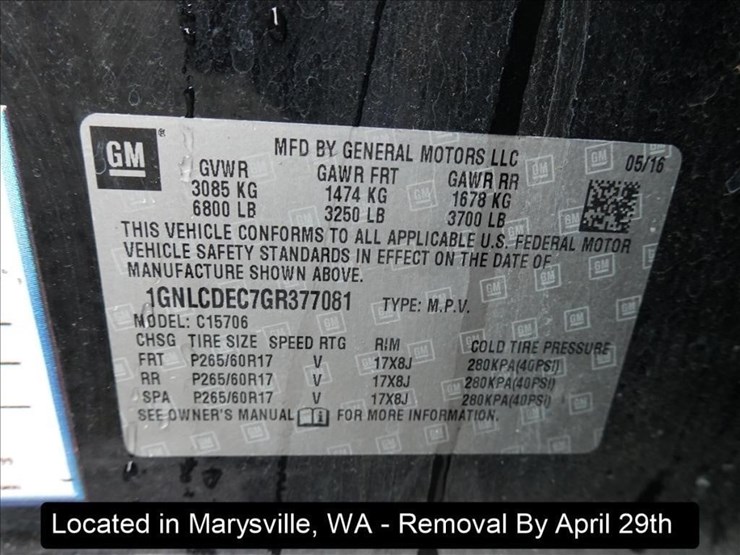 GM
MFD BY GENERAL MOTORS LLC
05/16
GVWR GAWR FRT GAWR RR
3085 KG 1474 KG 1678 KG
6800 LB 3250 LB 3700 LB
THIS VEHICLE CONFORMS TO ALL APPLICABLE U.S. FEDERAL MOTOR
VEHICLE SAFETY STANDARDS IN EFFECT ON THE DATE OF
MANUFACTURE SHOWN ABOVE.
1GNLCDEC7GR377081 TYPE: M.P.V.
MODEL: C15706
CHSG TIRE SIZE SPEED RTG RIM COLD TIRE PRESSURE
FRT P265/60R17 V 17X8J 280KPA(40PSI)
RR P265/60R17 V 17X8J 280KPA(40PSI)
SPA P265/60R17 V 17X8J 280KPA(40PSI)
SEE OWNER'S MANUAL i FOR MORE INFORMATION.
Located in Marysville, WA - Removal By April 29th